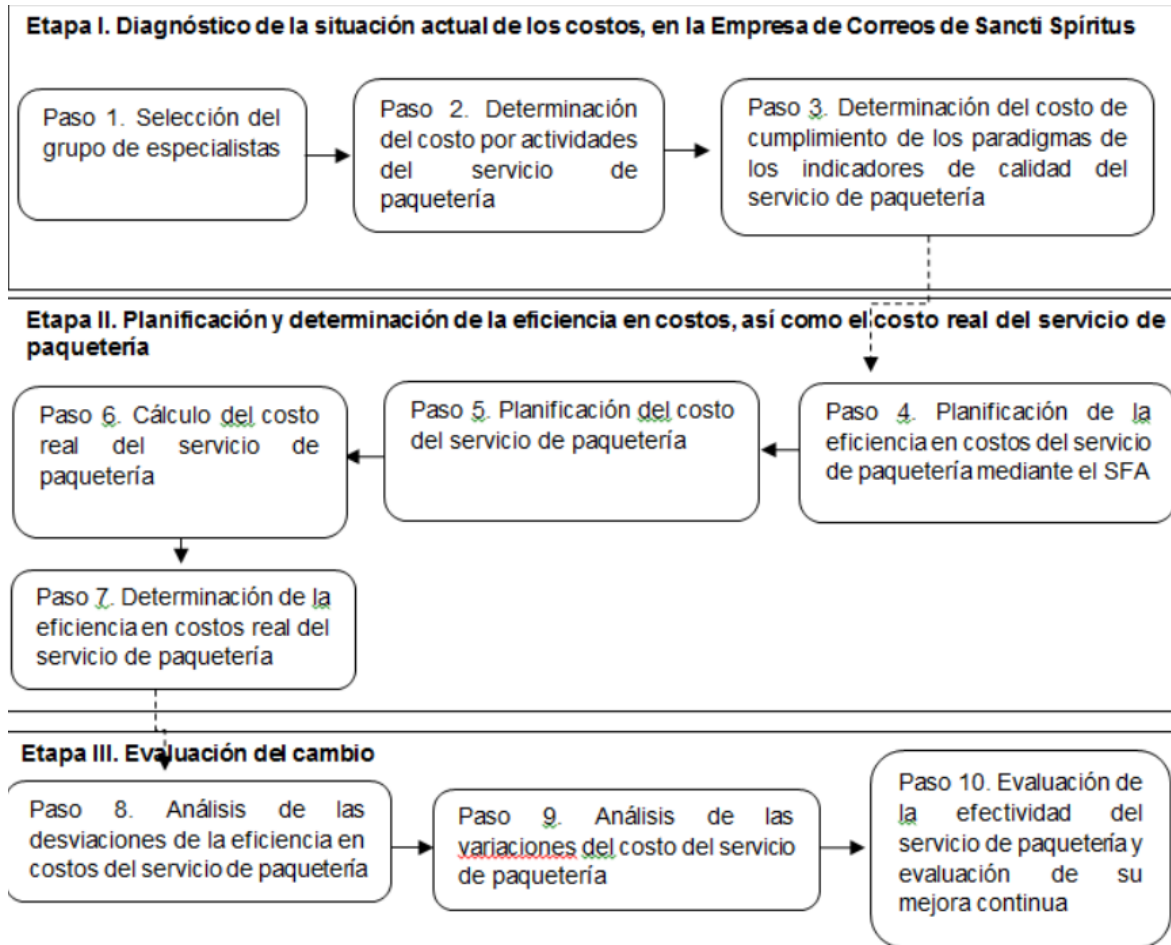 Etapa I. Diagnóstico de la situación actual de los costos, en la Empresa de Correos de Sancti Spíritus
Paso 1. Selección del
grupo de especialistas
Paso 2. Determinación
del costo por actividades
del servicio de
paquetería
Paso 3. Determinación del costo de
cumplimiento de los paradigmas de
los indicadores de calidad del
servicio de paquetería
Etapa II. Planificación y determinación de la eficiencia en costos, así como el costo real del servicio de
paquetería
Paso 4. Planificación de la
eficiencia en costos del servicio
de paquetería mediante el SFA
Paso 5. Planificación del costo
del servicio de paquetería
Paso 6. Cálculo del costo
real del servicio de
paquetería
Paso 7. Determinación de la
eficiencia en costos real del
servicio de paquetería
Etapa III. Evaluación del cambio
Paso 8. Análisis de las
desviaciones de la eficiencia en
costos del servicio de paquetería
Paso 9. Análisis de las
variaciones del costo del servicio
de paquetería
Paso 10. Evaluación de
la efectividad del
servicio de paquetería y
evaluación de su
mejora continua